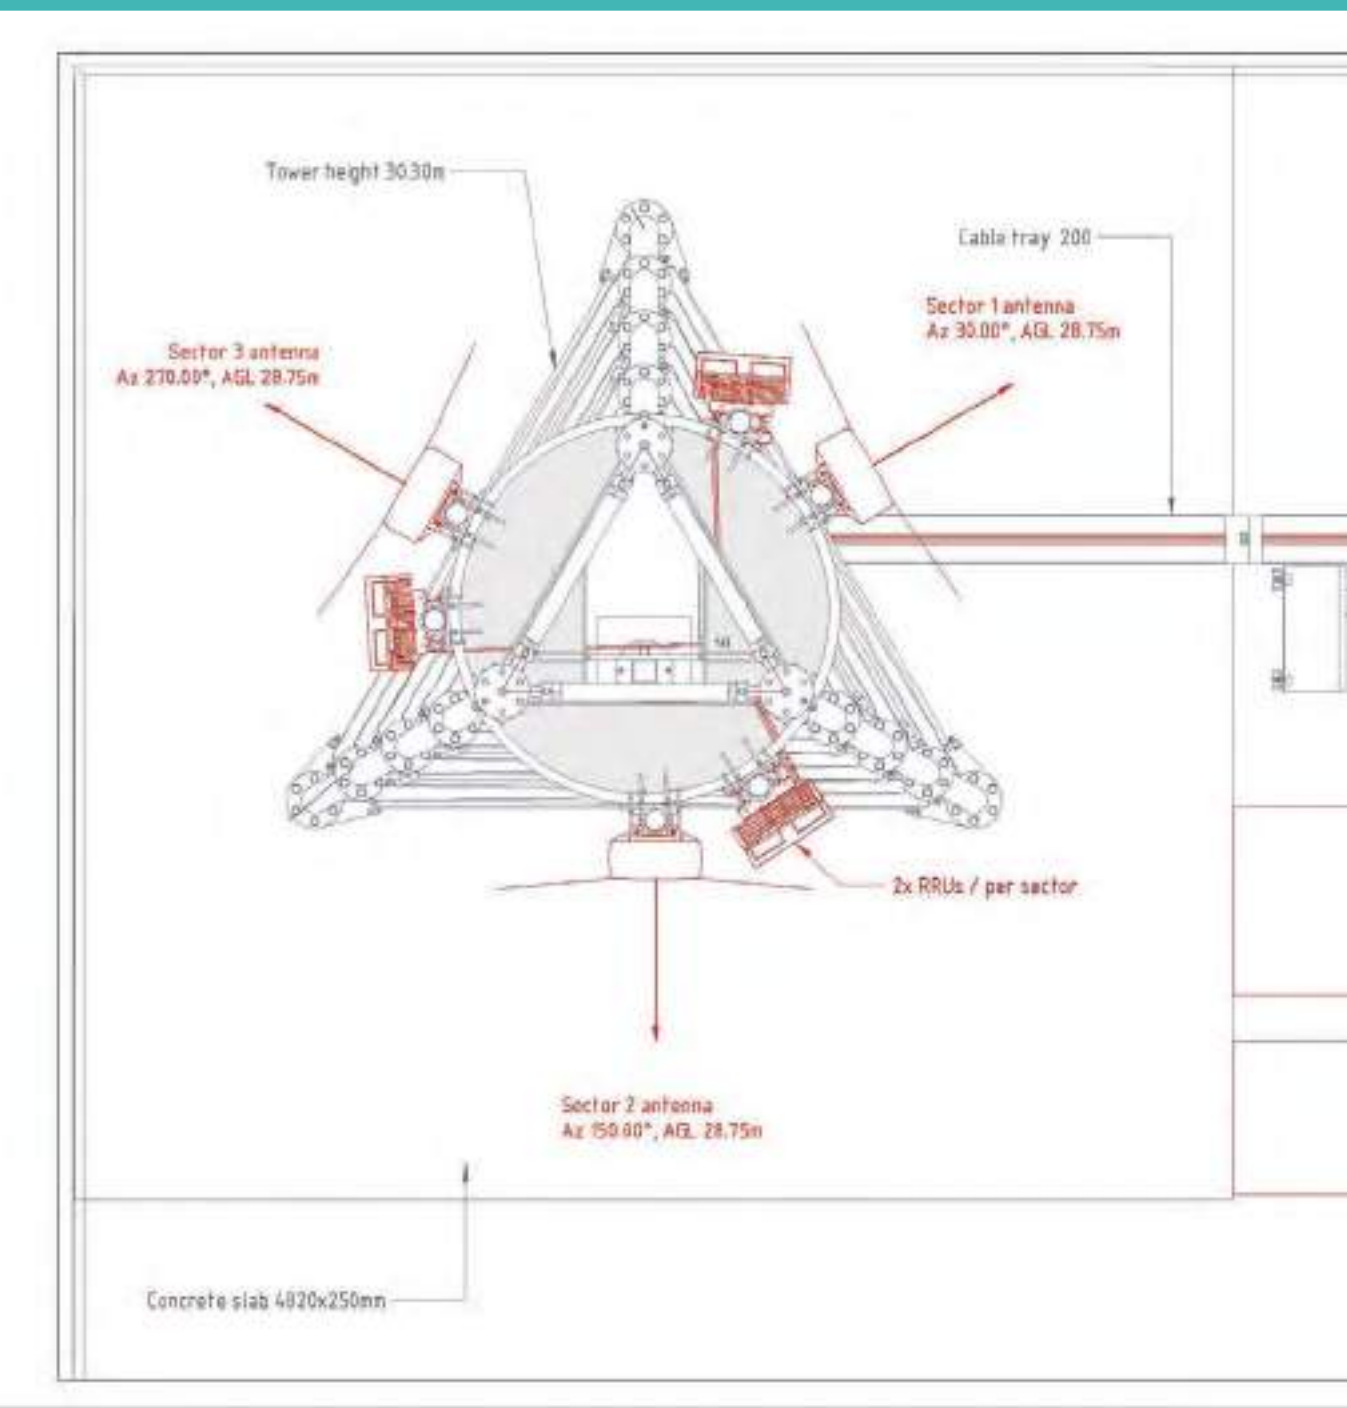 Tower height 30.30m
Cable tray 200
Sector 1 antenna
Az 30.00°, AGL 28.75m
Sector 3 antenna
Az 270.00°, AGL 28.75m
2x RRUs / per sector
Sector 2 antenna
Az 150.00°, AGL 28.75m
Concrete slab 4820x250mm